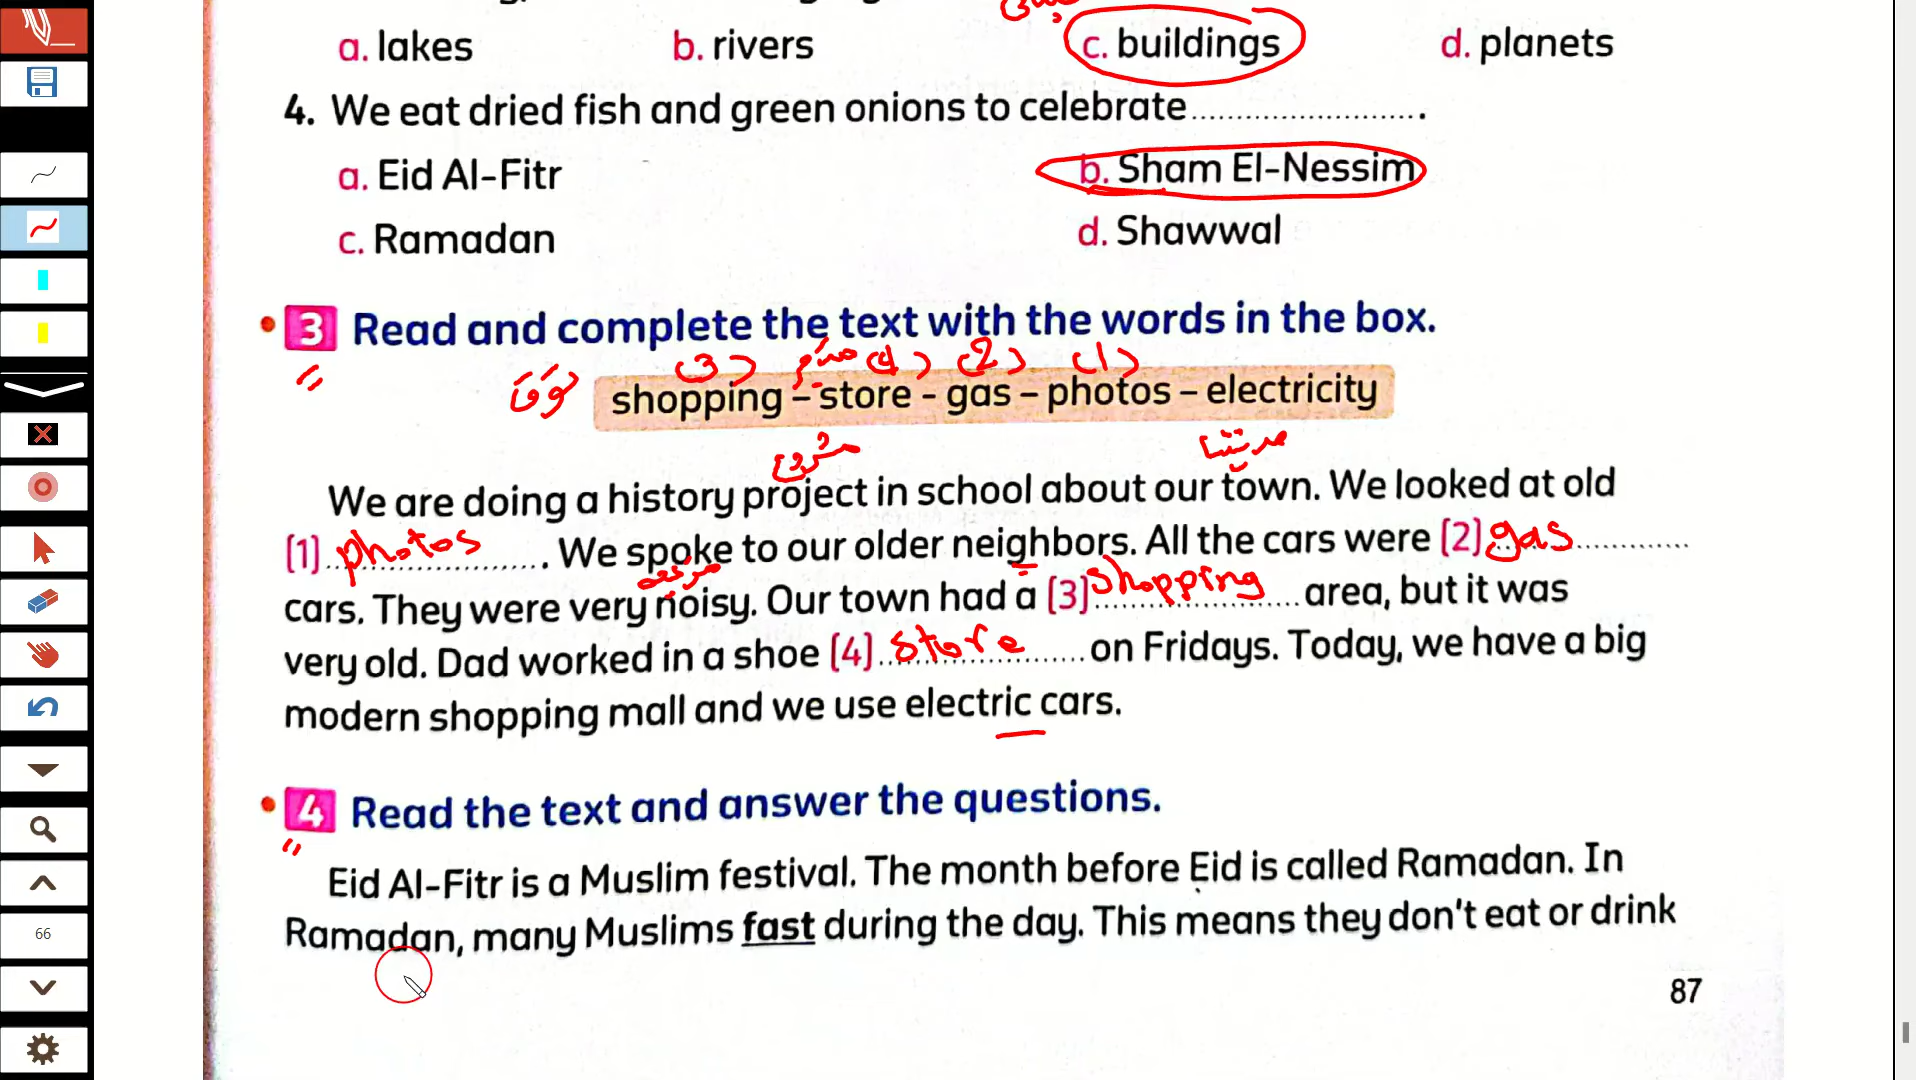 a. lakes b. rivers c. buildings d. planets
4. We eat dried fish and green onions to celebrate........................
a. Eid Al-Fitr b. Sham El-Nessim
c. Ramadan d. Shawwal
3 Read and complete the text with the words in the box.
(3) (4) (2) (1)
shopping – store - gas – photos – electricity
مشروع مدينتنا
We are doing a history project in school about our town. We looked at old
(1) photos. We spoke to our older neighbors. All the cars were (2) gas
cars. They were very noisy. Our town had a (3) shopping area, but it was
very old. Dad worked in a shoe (4) store on Fridays. Today, we have a big
modern shopping mall and we use electric cars.
4 Read the text and answer the questions.
Eid Al-Fitr is a Muslim festival. The month before Eid is called Ramadan. In
Ramadan, many Muslims fast during the day. This means they don't eat or drink
87
66